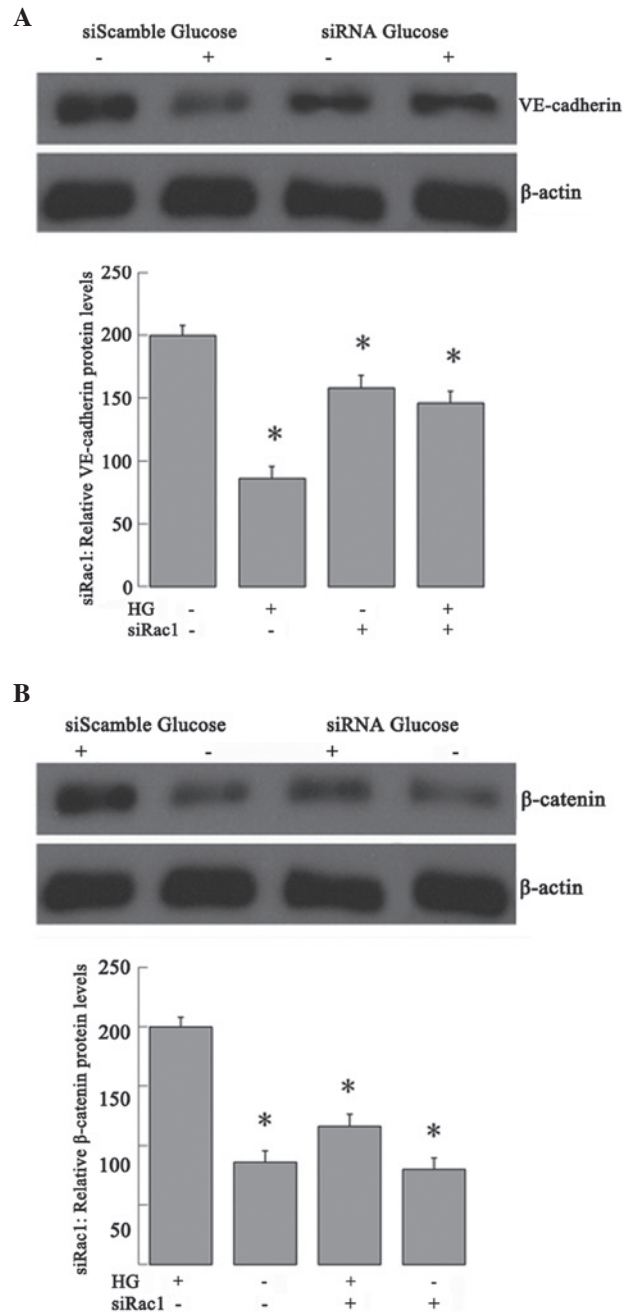 A
siScamble Glucose siRNA Glucose
- + - +
VE-cadherin
β-actin
siRac1: Relative VE-cadherin protein levels
250
200
150
100
50
0
* * *
HG - + - +
siRac1 - - + +
B
siScamble Glucose siRNA Glucose
+ - + -
β-catenin
β-actin
siRac1: Relative β-catenin protein levels
250
200
150
100
50
* * *
HG + - + -
siRac1 - - + +